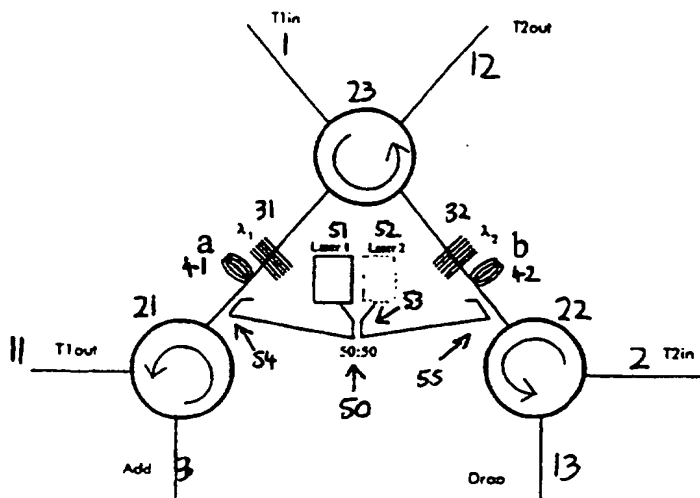 T1in
1
T2out
12
23
31
λ1
51
52
32
λ2
Laser 1
Laser 2
a
41
b
42
53
21
22
11
T1out
54
50:50
55
2
T2in
50
Add
3
Drop
13